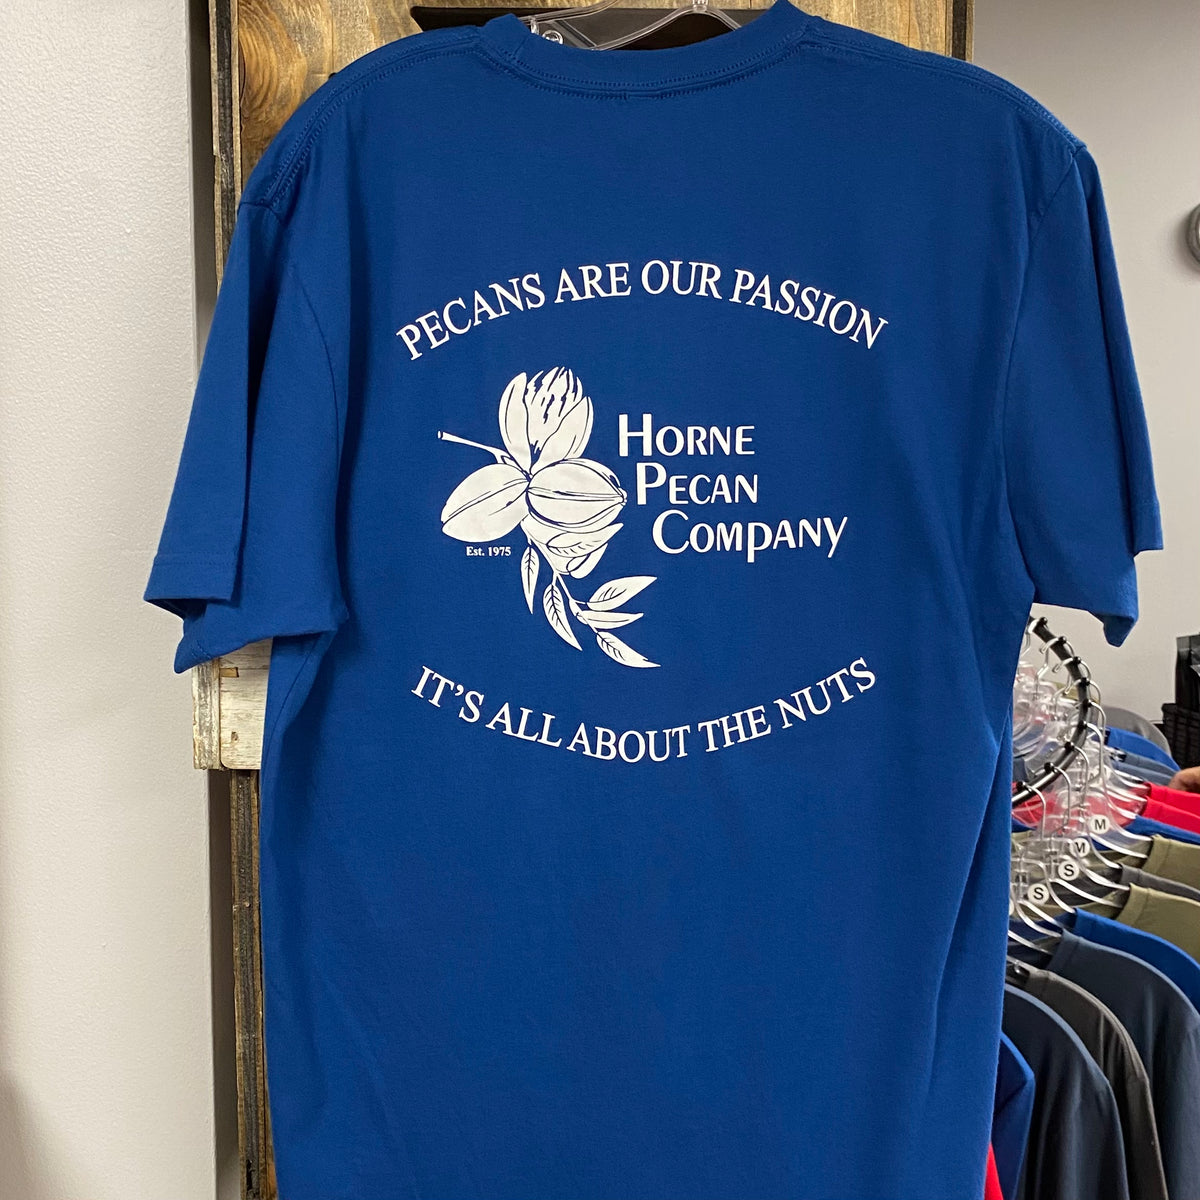 PECANS ARE OUR PASSION
HORNE
PECAN
COMPANY
Est. 1975
IT'S ALL ABOUT THE NUTS
M
M
S
S